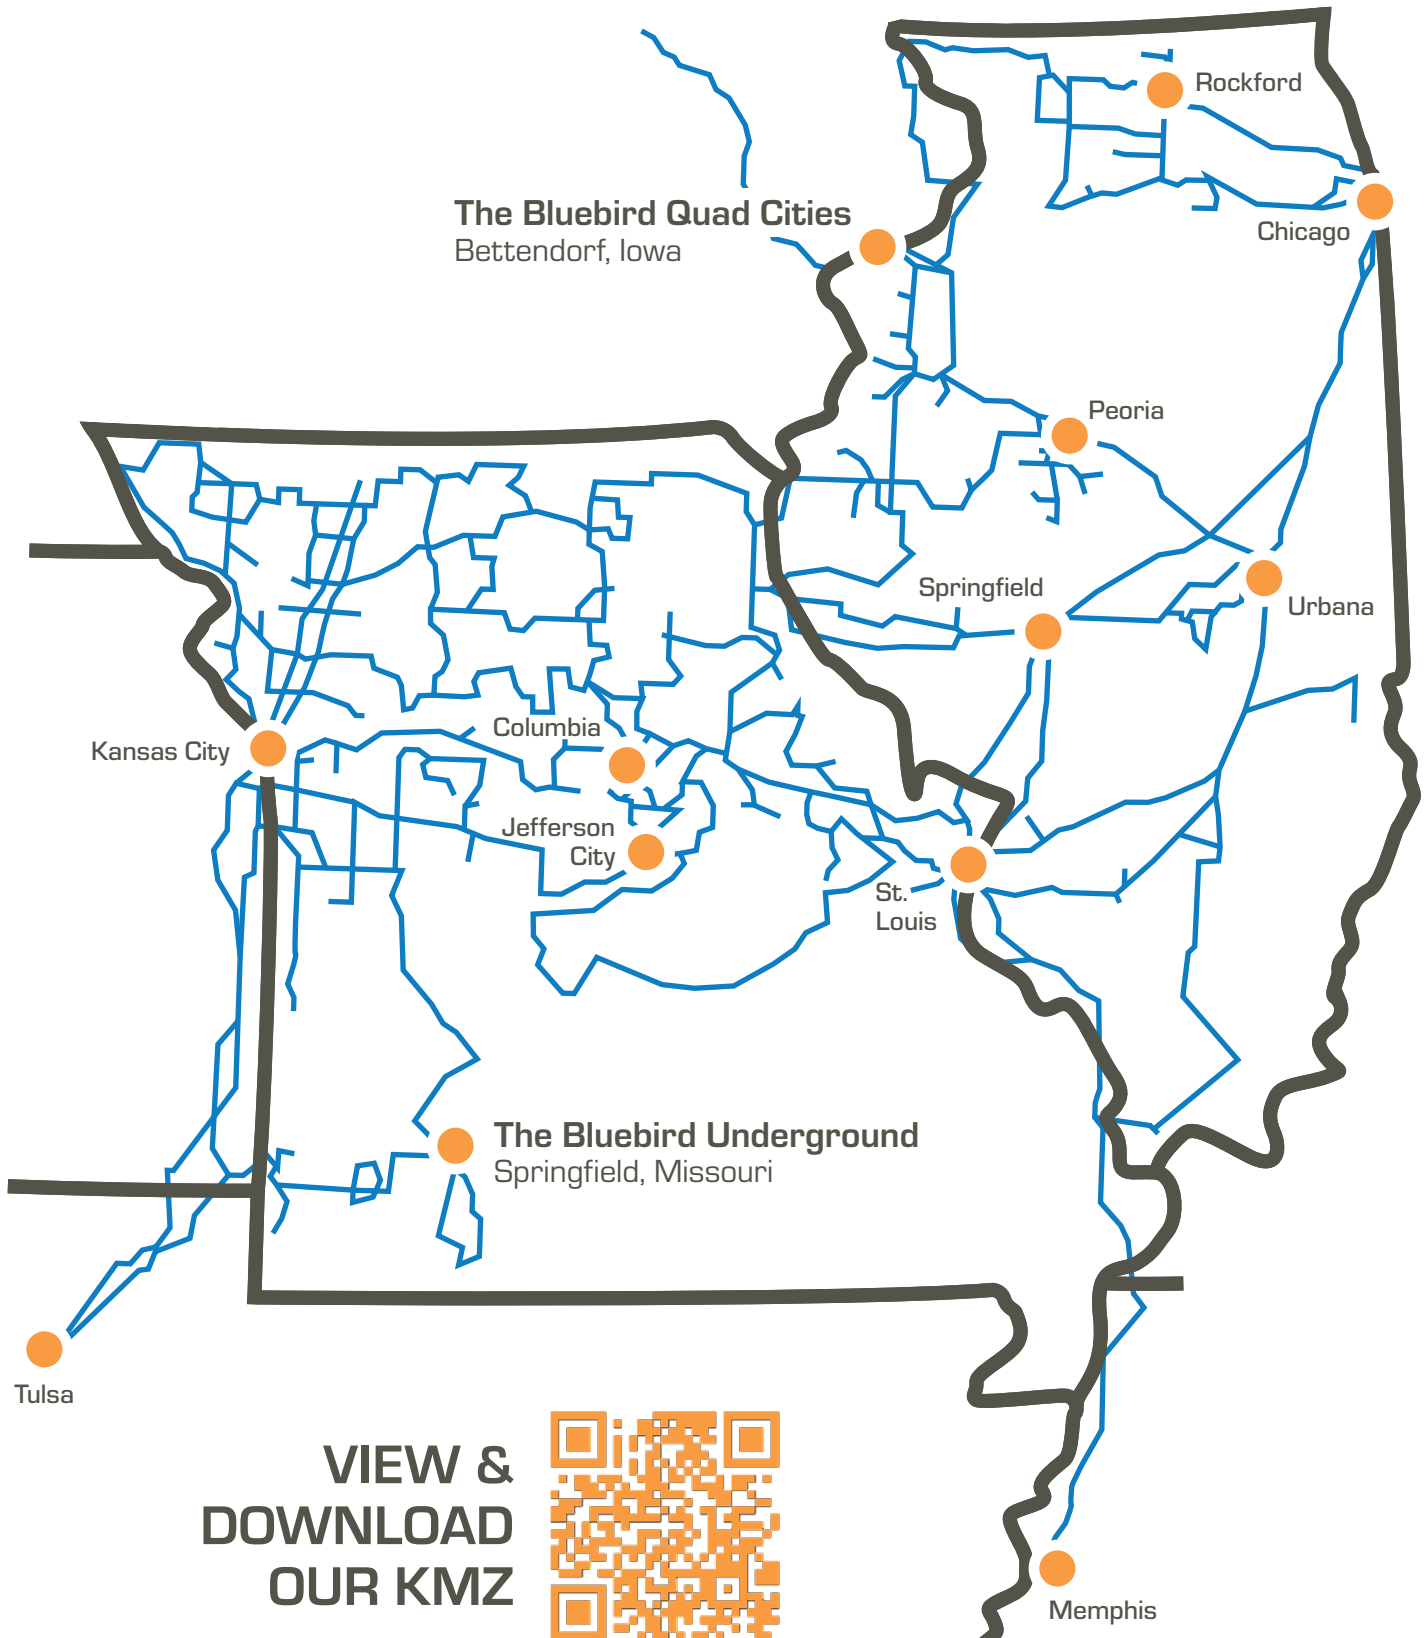 Rockford
The Bluebird Quad Cities
Bettendorf, Iowa
Chicago
Peoria
Springfield
Urbana
Columbia
Kansas City
Jefferson
City
St.
Louis
The Bluebird Underground
Springfield, Missouri
Tulsa
VIEW &
DOWNLOAD
OUR KMZ
Memphis